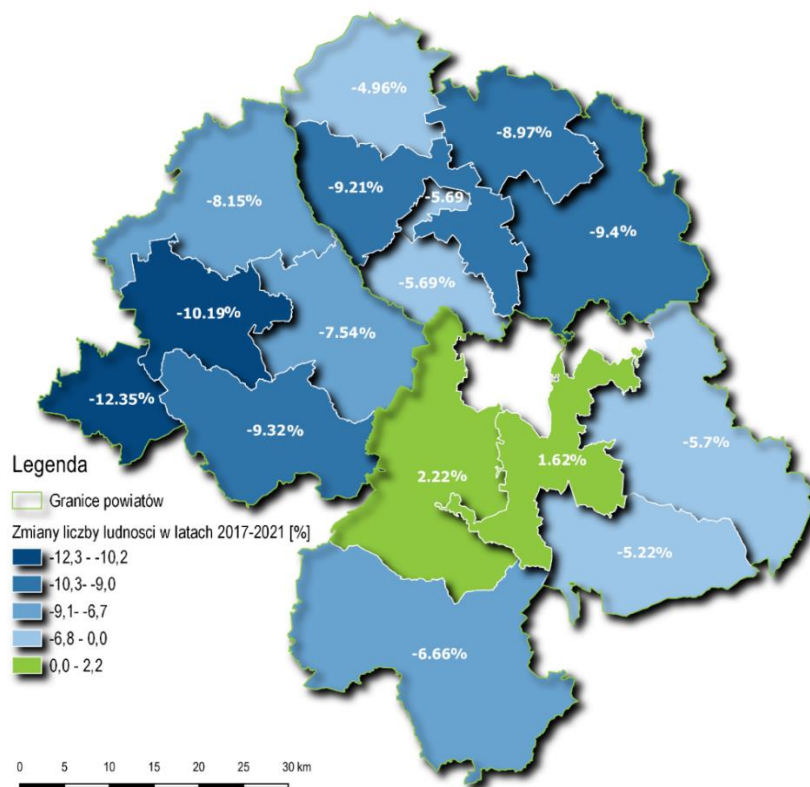 -4.96%
-8.97%
-9.21%
-8.15%
-5.69
-9.4%
-5.69%
-10.19%
-7.54%
-12.35%
-9.32%
-5.7%
2.22%
1.62%
-5.22%
-6.66%
Legenda
Granice powiatów
Zmiany liczby ludnosci w latach 2017-2021 [%]
-12,3 - -10,2
-10,3- -9,0
-9,1- -6,7
-6,8 - 0,0
0,0 - 2,2
0 5 10 15 20 25 30 km